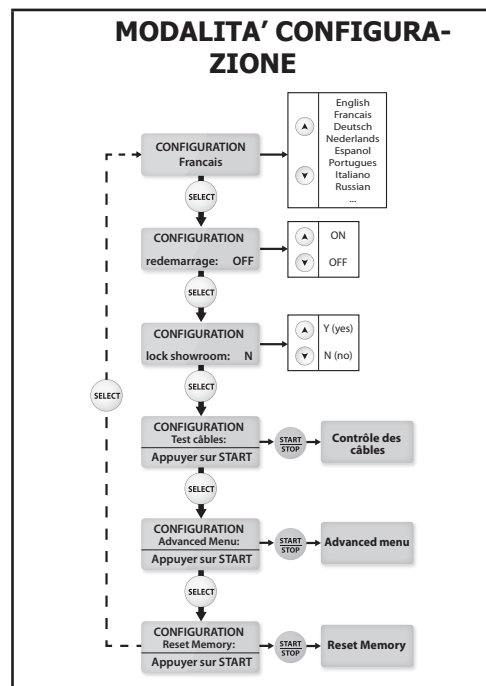 MODALITA’ CONFIGURA-
ZIONE
CONFIGURATION
Francais
English
Francais
Deutsch
Nederlands
Espanol
Portugues
Italiano
Russian
...
SELECT
CONFIGURATION
redemarrage: OFF
ON
OFF
SELECT
CONFIGURATION
lock showroom: N
Y (yes)
N (no)
SELECT
SELECT
CONFIGURATION
Test câbles:
Appuyer sur START
START
STOP
Contrôle des
câbles
SELECT
CONFIGURATION
Advanced Menu:
Appuyer sur START
START
STOP
Advanced menu
SELECT
CONFIGURATION
Reset Memory:
Appuyer sur START
START
STOP
Reset Memory